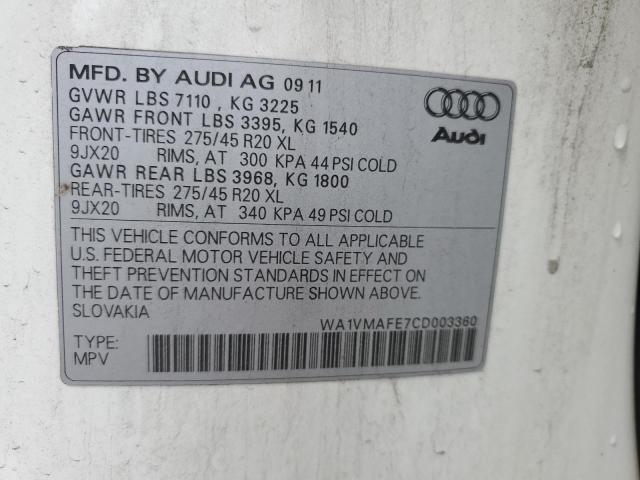 MFD. BY AUDI AG 09 11
GVWR LBS 7110 , KG 3225
GAWR FRONT LBS 3395, KG 1540
FRONT-TIRES 275/45 R20 XL
9JX20 RIMS, AT 300 KPA 44 PSI COLD
GAWR REAR LBS 3968, KG 1800
REAR-TIRES 275/45 R20 XL
9JX20 RIMS, AT 340 KPA 49 PSI COLD
Audi
THIS VEHICLE CONFORMS TO ALL APPLICABLE
U.S. FEDERAL MOTOR VEHICLE SAFETY AND
THEFT PREVENTION STANDARDS IN EFFECT ON
THE DATE OF MANUFACTURE SHOWN ABOVE.
SLOVAKIA
WA1VMAFE7CD003360
TYPE:
MPV